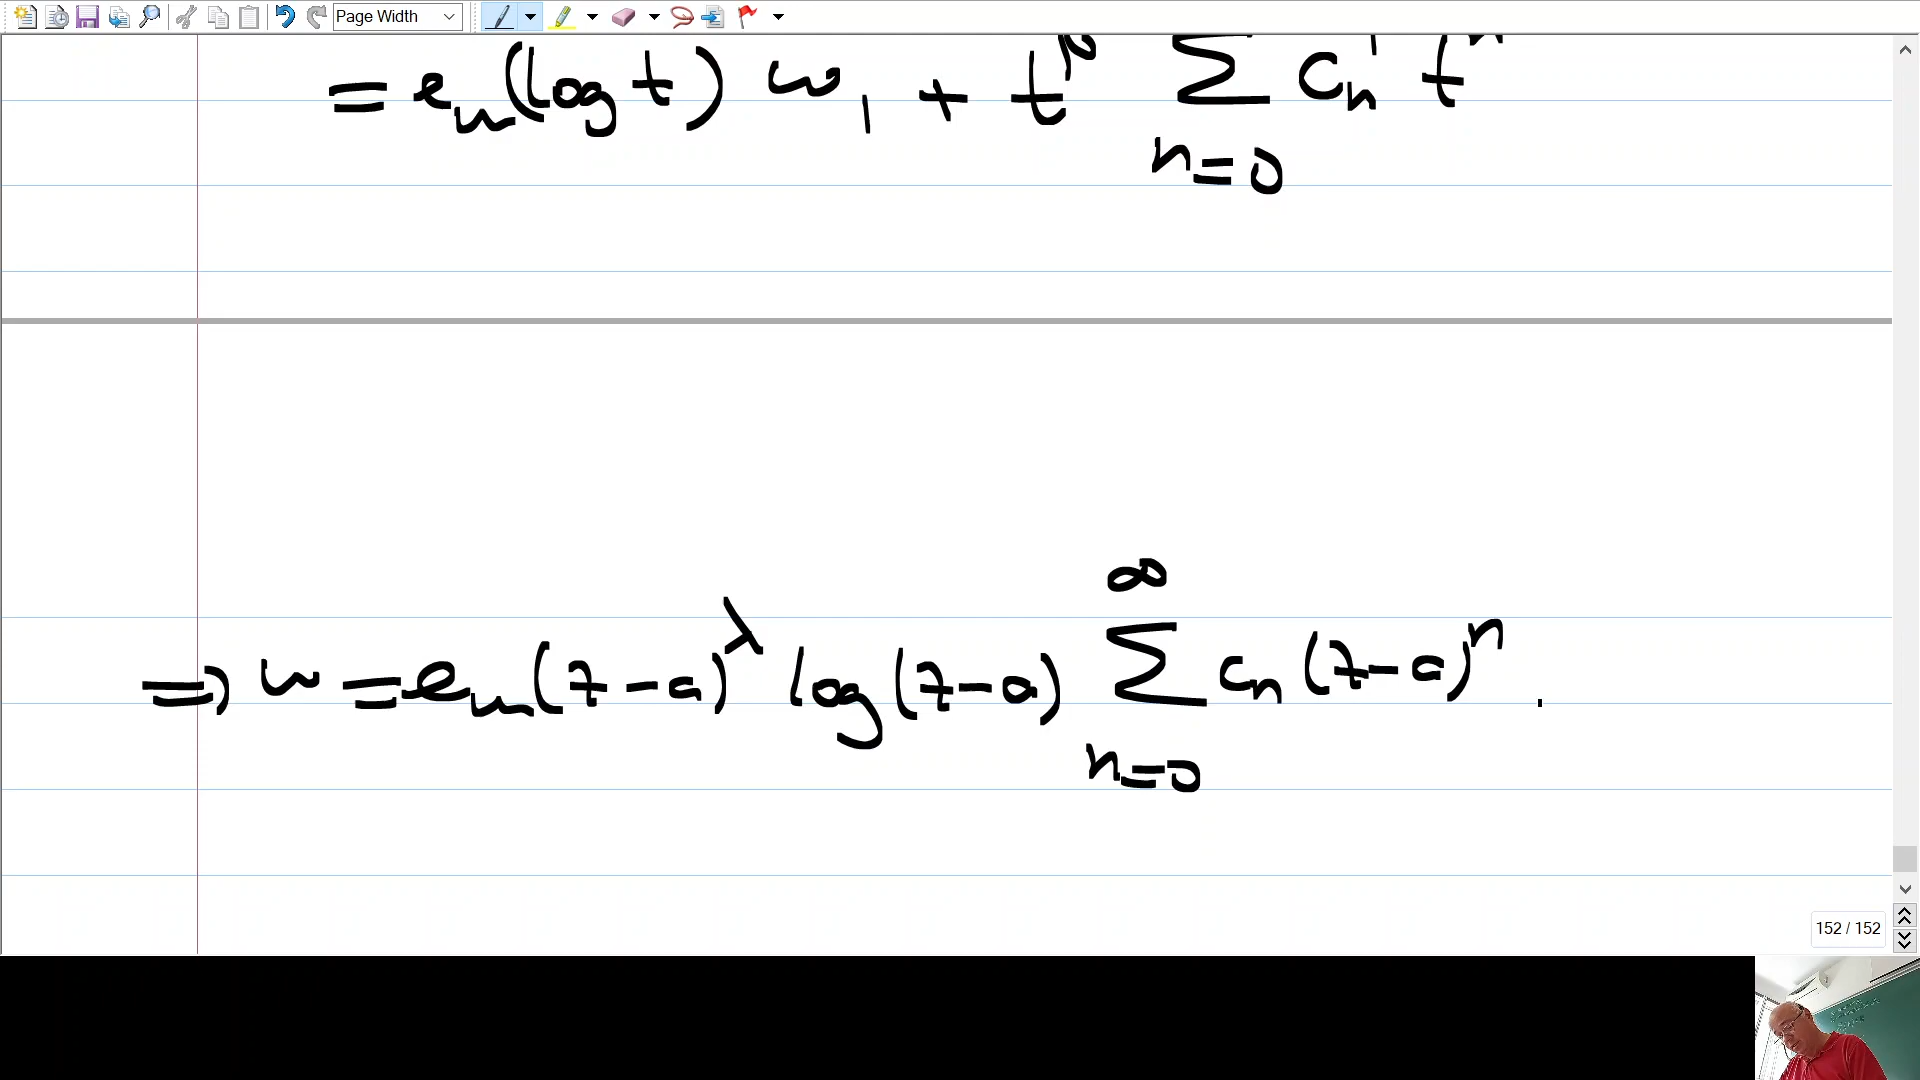 Page Width
= e_m (log t) w_1 + t^ρ Σ_{n=0} c_n' t^n
⇒ w = e_m (z-a)^λ log (z-a) Σ_{n=0}^∞ c_n (z-a)^n .
152 / 152